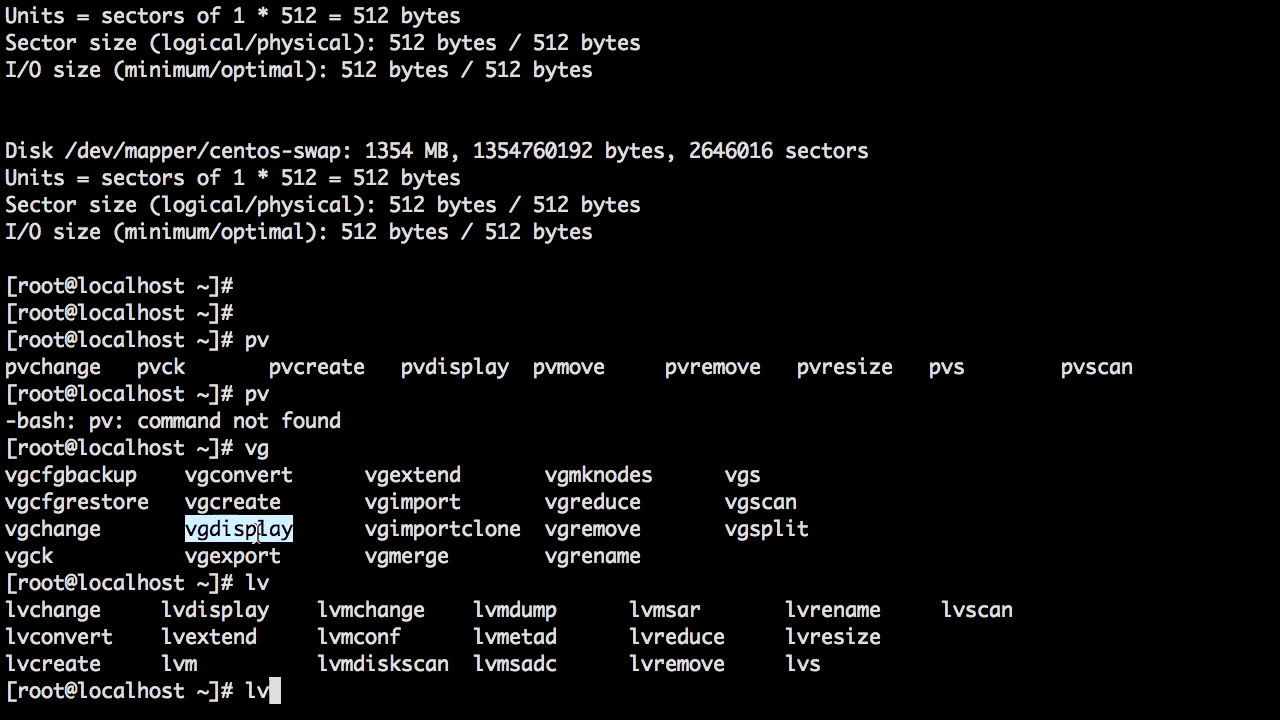 Units = sectors of 1 * 512 = 512 bytes
Sector size (logical/physical): 512 bytes / 512 bytes
I/O size (minimum/optimal): 512 bytes / 512 bytes
Disk /dev/mapper/centos-swap: 1354 MB, 1354760192 bytes, 2646016 sectors
Units = sectors of 1 * 512 = 512 bytes
Sector size (logical/physical): 512 bytes / 512 bytes
I/O size (minimum/optimal): 512 bytes / 512 bytes
[root@localhost ~]#
[root@localhost ~]#
[root@localhost ~]# pv
pvchange pvck pvcreate pvdisplay pvmove pvremove pvresize pvs pvscan
[root@localhost ~]# pv
-bash: pv: command not found
[root@localhost ~]# vg
vgcfgbackup vgconvert vgextend vgmknodes vgs
vgcfgrestore vgcreate vgimport vgreduce vgscan
vgchange vgdisplay vgimportclone vgremove vgsplit
vgck vgexport vgmerge vgrename
[root@localhost ~]# lv
lvchange lvdisplay lvmchange lvmdump lvmsar lvrename lvscan
lvconvert lvextend lvmconf lvmetad lvreduce lvresize
lvcreate lvm lvmdiskscan lvmsadc lvremove lvs
[root@localhost ~]# lv